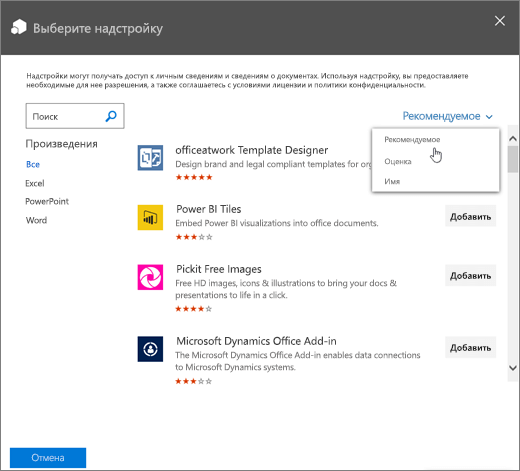 Выберите надстройку
Надстройки могут получать доступ к личным сведениям и сведениям о документах. Используя надстройку, вы предоставляете
необходимые для нее разрешения, а также соглашаетесь с условиями лицензии и политики конфиденциальности.
Поиск
Рекомендуемое
Рекомендуемое
Оценка
Имя
Произведения
Все
Excel
PowerPoint
Word
officeatwork Template Designer
Design brand and legal compliant templates for org
Power BI Tiles
Embed Power BI visualizations into office documents.
Добавить
Pickit Free Images
Free HD images, icons & illustrations to bring your docs &
presentations to life in a click.
Добавить
Microsoft Dynamics Office Add-in
The Microsoft Dynamics Office Add-in enables data connections
to Microsoft Dynamics systems.
Добавить
Отмена